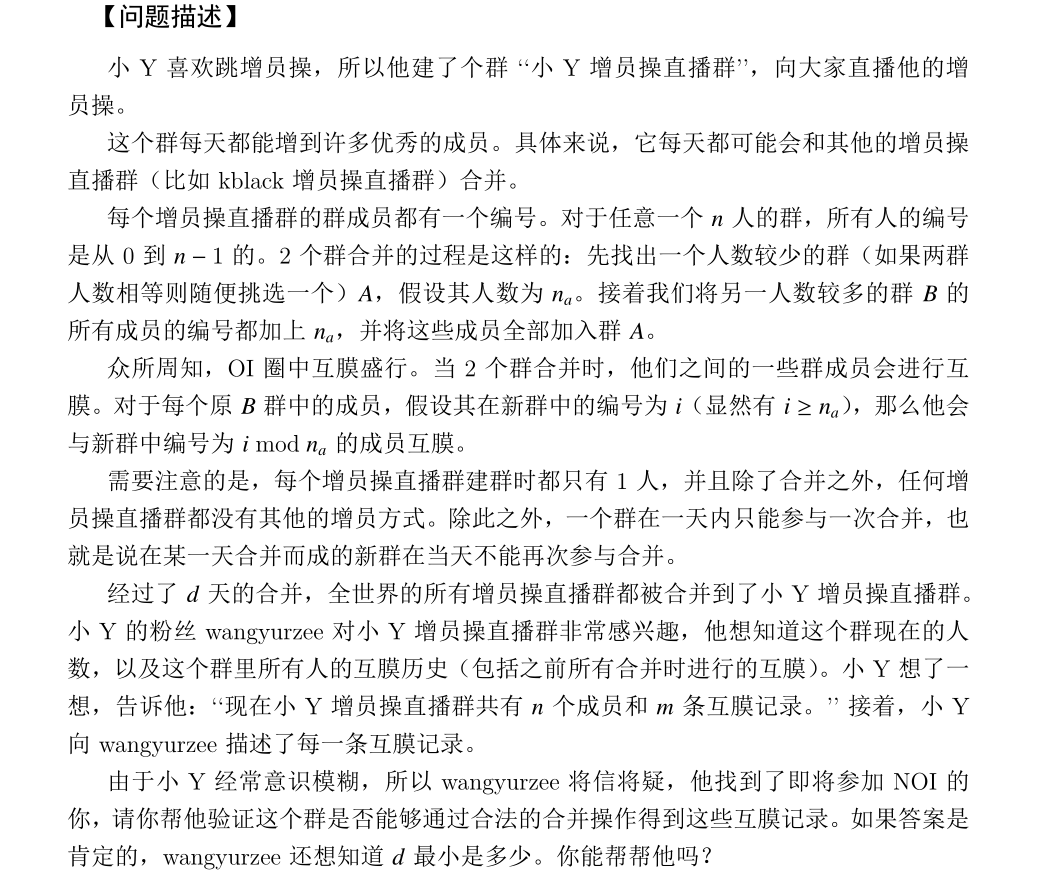 【问题描述】
小 Y 喜欢跳增员操，所以他建了个群 “小 Y 增员操直播群”，向大家直播他的增
员操。
这个群每天都能增到许多优秀的成员。具体来说，它每天都可能会和其他的增员操
直播群（比如 kblack 增员操直播群）合并。
每个增员操直播群的群成员都有一个编号。对于任意一个 n 人的群，所有人的编号
是从 0 到 n − 1 的。2 个群合并的过程是这样的：先找出一个人数较少的群（如果两群
人数相等则随便挑选一个）A，假设其人数为 nₐ。接着我们将另一人数较多的群 B 的
所有成员的编号都加上 nₐ，并将这些成员全部加入群 A。
众所周知，OI 圈中互膜盛行。当 2 个群合并时，他们之间的一些群成员会进行互
膜。对于每个原 B 群中的成员，假设其在新群中的编号为 i（显然有 i ≥ nₐ），那么他会
与新群中编号为 i mod nₐ 的成员互膜。
需要注意的是，每个增员操直播群建群时都只有 1 人，并且除了合并之外，任何增
员操直播群都没有其他的增员方式。除此之外，一个群在一天内只能参与一次合并，也
就是说在某一天合并而成的新群在当天不能再次参与合并。
经过了 d 天的合并，全世界的所有增员操直播群都被合并到了小 Y 增员操直播群。
小 Y 的粉丝 wangyurzee 对小 Y 增员操直播群非常感兴趣，他想知道这个群现在的人
数，以及这个群里所有人的互膜历史（包括之前所有合并时进行的互膜）。小 Y 想了一
想，告诉他：“现在小 Y 增员操直播群共有 n 个成员和 m 条互膜记录。” 接着，小 Y
向 wangyurzee 描述了每一条互膜记录。
由于小 Y 经常意识模糊，所以 wangyurzee 将信将疑，他找到了即将参加 NOI 的
你，请你帮他验证这个群是否能够通过合法的合并操作得到这些互膜记录。如果答案是
肯定的，wangyurzee 还想知道 d 最小是多少。你能帮帮他吗？